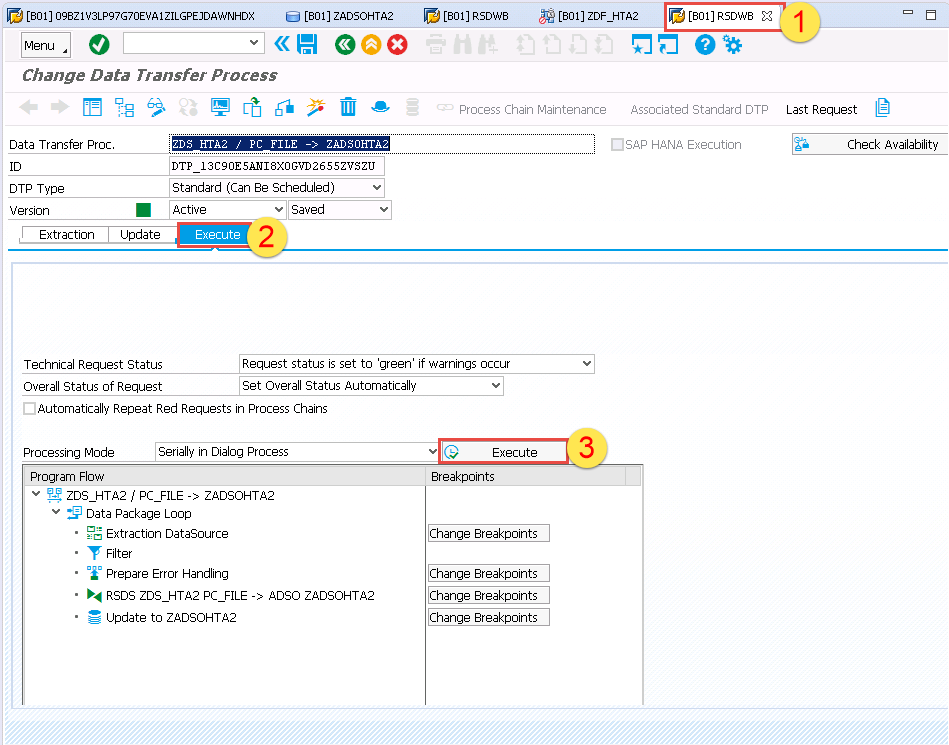 [B01] 09BZ1V3LP97G70EVA1ZILGPEJDAWNHDX [B01] ZADSOHTA2 [B01] RSDWB [B01] ZDF_HTA2 [B01] RSDWB 1
Menu
Change Data Transfer Process
Process Chain Maintenance Associated Standard DTP Last Request
Data Transfer Proc. ZDS_HTA2 / PC_FILE -> ZADSOHTA2 SAP HANA Execution Check Availability
ID DTP_13C90E5ANI8X0GVD2655ZVSZU
DTP Type Standard (Can Be Scheduled)
Version Active Saved
Extraction Update Execute 2
Technical Request Status Request status is set to 'green' if warnings occur
Overall Status of Request Set Overall Status Automatically
Automatically Repeat Red Requests in Process Chains
Processing Mode Serially in Dialog Process Execute 3
Program Flow Breakpoints
ZDS_HTA2 / PC_FILE -> ZADSOHTA2
Data Package Loop
Extraction DataSource Change Breakpoints
Filter
Prepare Error Handling Change Breakpoints
RSDS ZDS_HTA2 PC_FILE -> ADSO ZADSOHTA2 Change Breakpoints
Update to ZADSOHTA2 Change Breakpoints